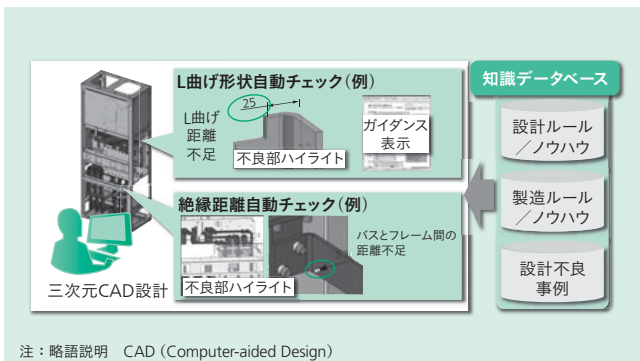 L曲げ形状自動チェック（例）
25
L曲げ
距離
不足
不良部ハイライト
ガイダンス
表示
絶縁距離自動チェック（例）
不良部ハイライト
バスとフレーム間の
距離不足
三次元CAD設計
知識データベース
設計ルール
／ノウハウ
製造ルール
／ノウハウ
設計不良
事例
注：略語説明　CAD（Computer-aided Design）